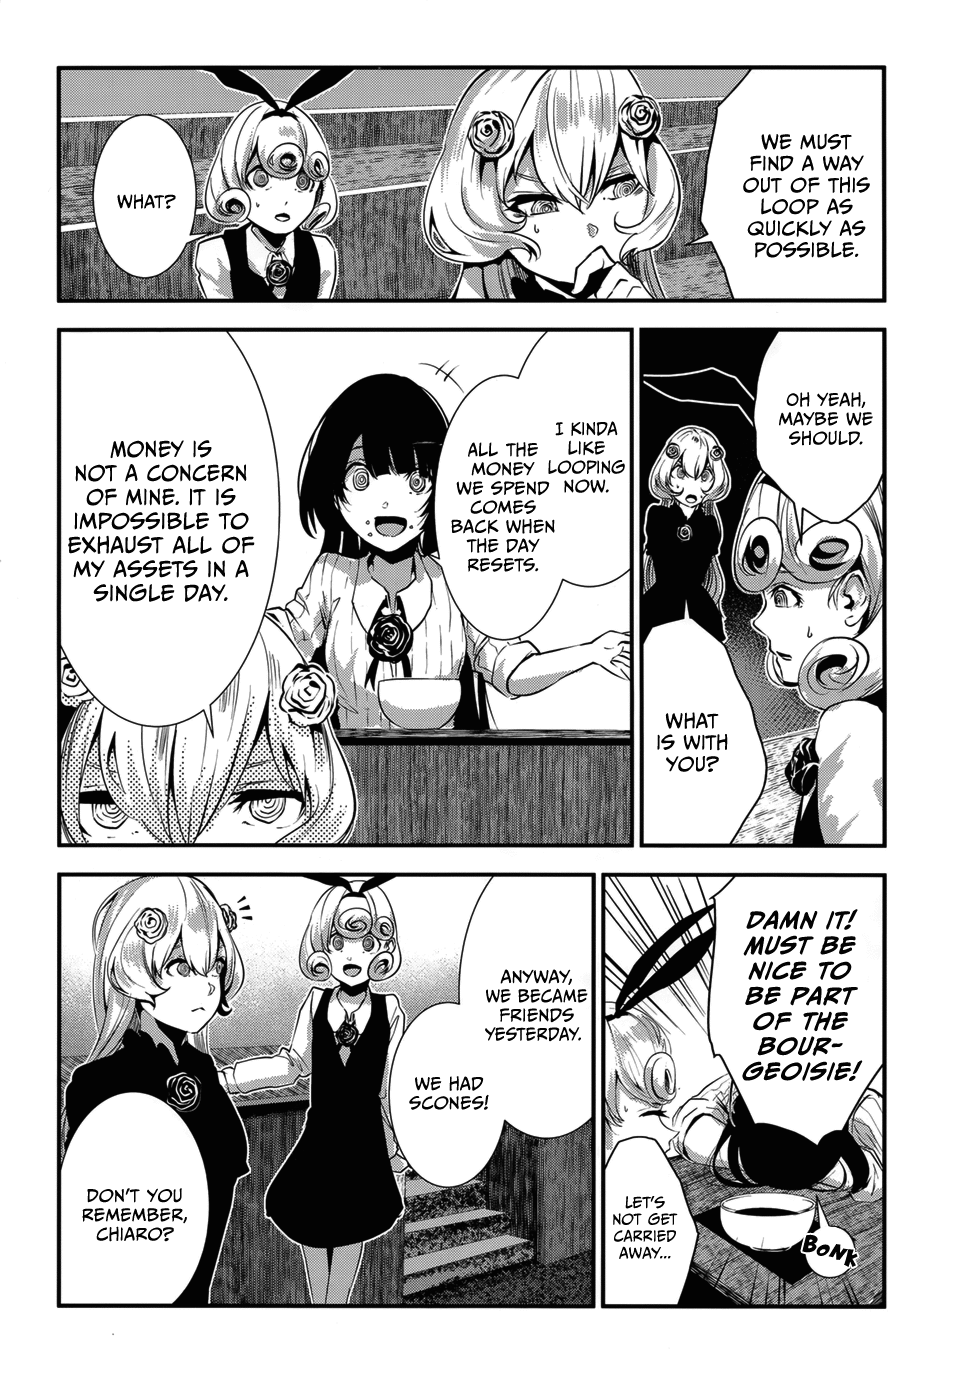 WE MUST
FIND A WAY
OUT OF THIS
LOOP AS
QUICKLY AS
POSSIBLE.
WHAT?
OH YEAH,
MAYBE WE
SHOULD.
WHAT
IS WITH
YOU?
I KINDA
LIKE
LOOPING
NOW.
ALL THE
MONEY
WE SPEND
COMES
BACK WHEN
THE DAY
RESETS.
MONEY IS
NOT A CONCERN
OF MINE. IT IS
IMPOSSIBLE TO
EXHAUST ALL OF
MY ASSETS IN A
SINGLE DAY.
DAMN IT!
MUST BE
NICE TO
BE PART
OF THE
BOUR-
GEOISIE!
LET'S
NOT GET
CARRIED
AWAY...
BONK
ANYWAY,
WE BECAME
FRIENDS
YESTERDAY.
WE HAD
SCONES!
DON'T YOU
REMEMBER,
CHIARO?